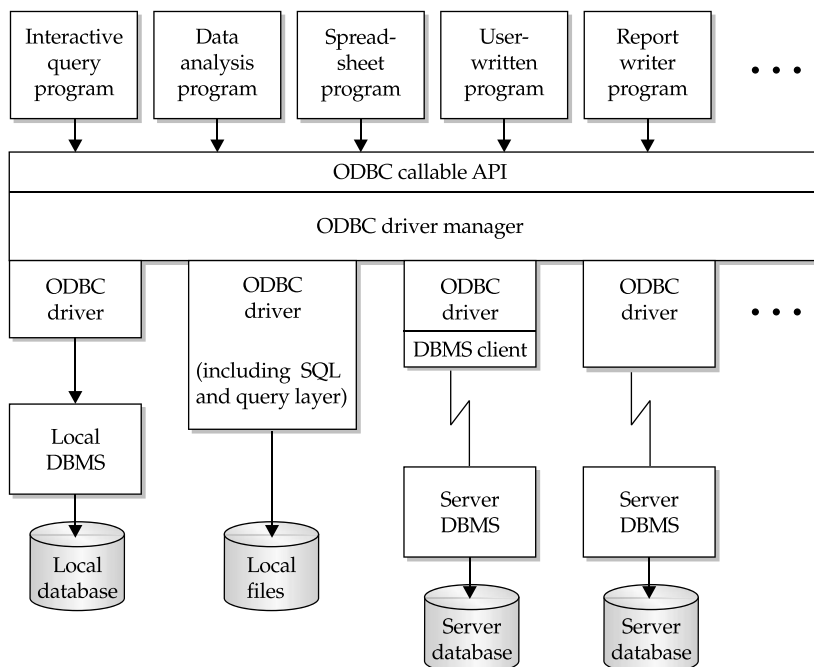 Interactive
query
program
Data
analysis
program
Spread-
sheet
program
User-
written
program
Report
writer
program
• • •
ODBC callable API
ODBC driver manager
ODBC
driver
ODBC
driver
(including SQL
and query layer)
ODBC
driver
DBMS client
ODBC
driver
• • •
Local
DBMS
Server
DBMS
Server
DBMS
Local
database
Local
files
Server
database
Server
database